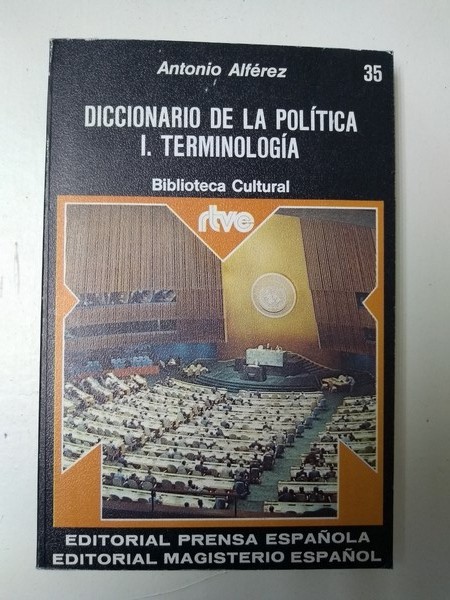 Antonio Alférez
35
DICCIONARIO DE LA POLÍTICA
I. TERMINOLOGÍA
Biblioteca Cultural
rtve
EDITORIAL PRENSA ESPAÑOLA
EDITORIAL MAGISTERIO ESPAÑOL